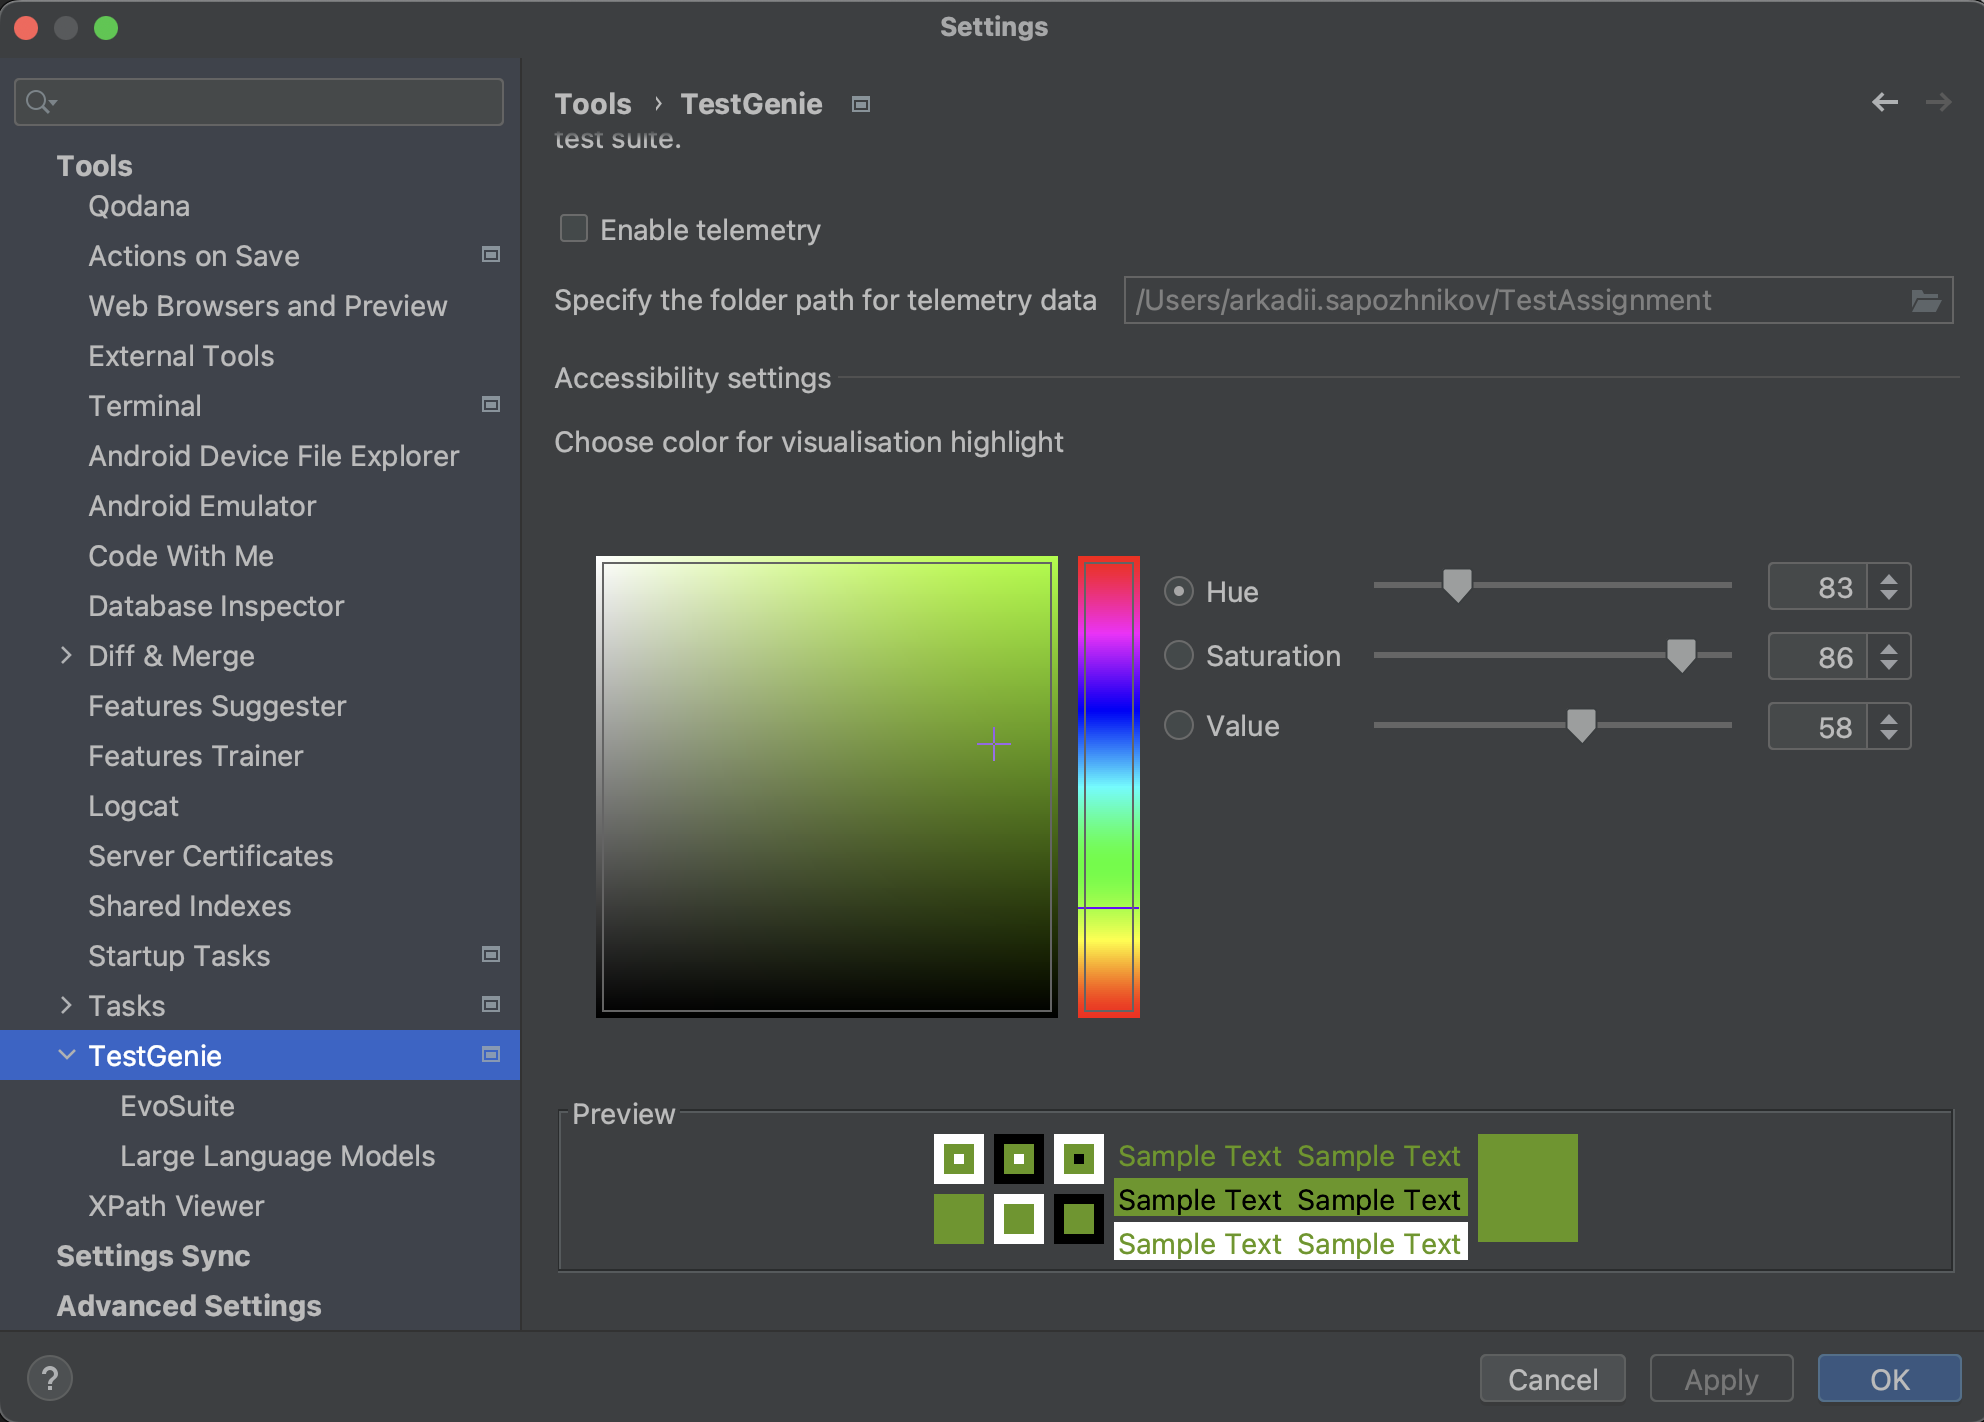 Settings
Tools
Qodana
Actions on Save
Web Browsers and Preview
External Tools
Terminal
Android Device File Explorer
Android Emulator
Code With Me
Database Inspector
Diff & Merge
Features Suggester
Features Trainer
Logcat
Server Certificates
Shared Indexes
Startup Tasks
Tasks
TestGenie
EvoSuite
Large Language Models
XPath Viewer
Settings Sync
Advanced Settings
Tools › TestGenie
test suite.
Enable telemetry
Specify the folder path for telemetry data /Users/arkadii.sapozhnikov/TestAssignment
Accessibility settings
Choose color for visualisation highlight
Hue 83
Saturation 86
Value 58
Preview
Sample Text Sample Text
Sample Text Sample Text
Sample Text Sample Text
? Cancel Apply OK